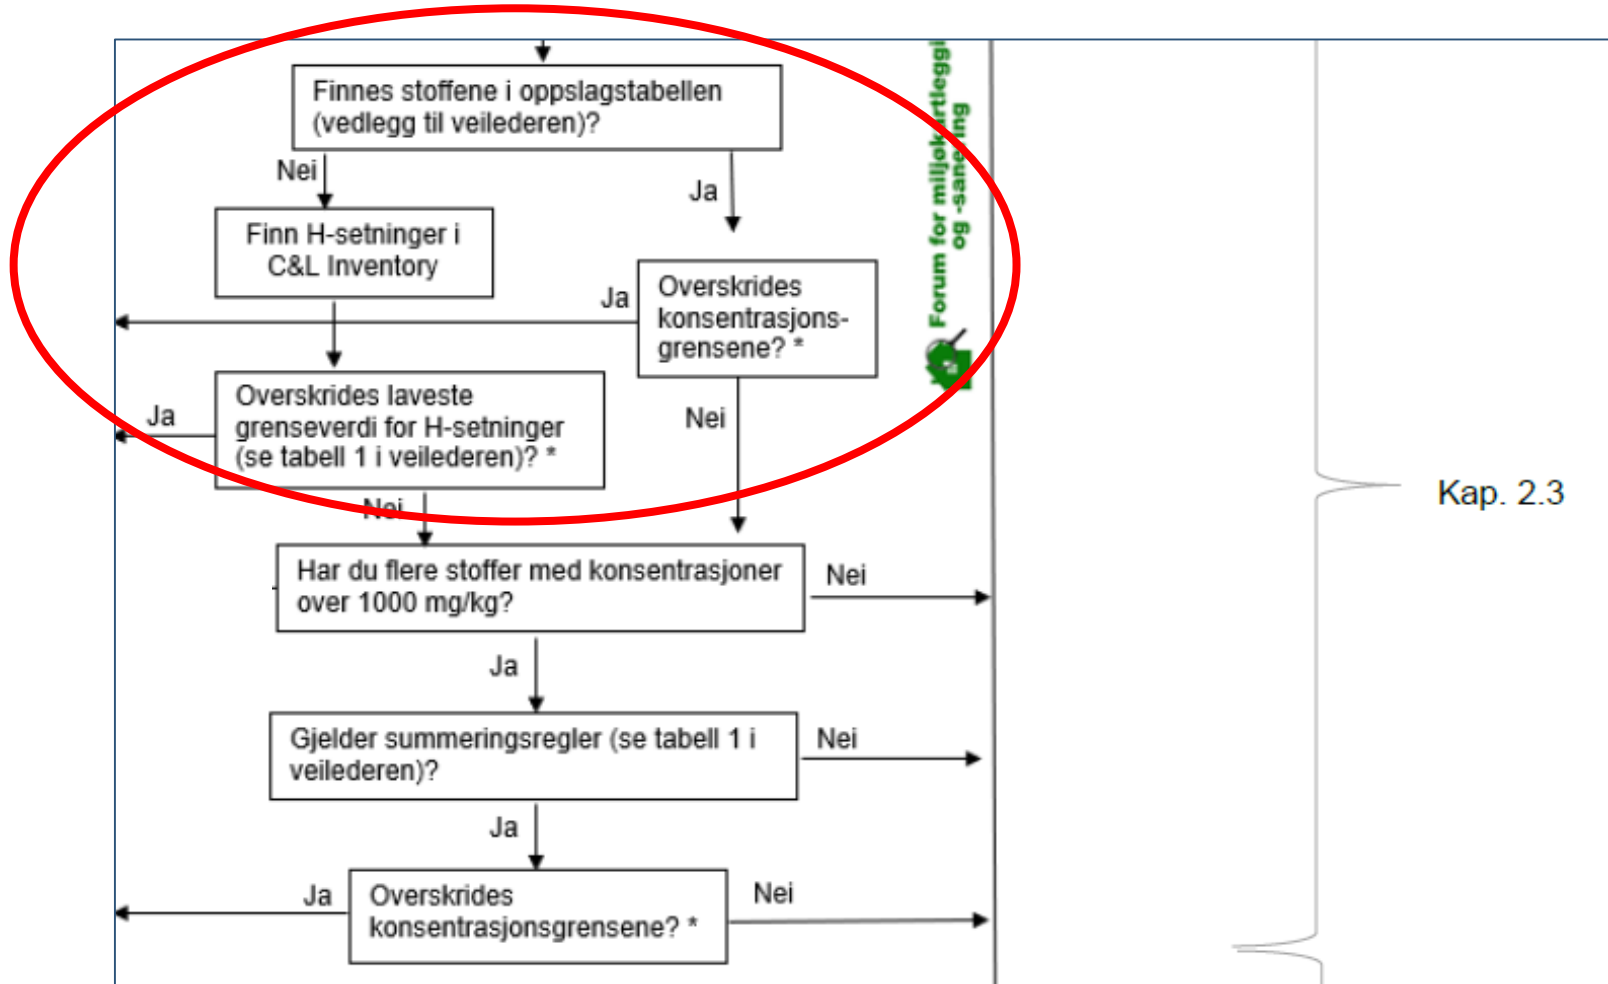 Finnes stoffene i oppslagstabellen
(vedlegg til veilederen)?
Nei
Ja
Finn H-setninger i
C&L Inventory
Ja
Overskrides
konsentrasjons-
grensene? *
Forum for
og -sanering
Ja
Overskrides laveste
grenseverdi for H-setninger
(se tabell 1 i veilederen)? *
Nei
Nei
Kap. 2.3
Har du flere stoffer med konsentrasjoner
over 1000 mg/kg?
Nei
Ja
Gjelder summeringsregler (se tabell 1 i
veilederen)?
Nei
Ja
Ja
Overskrides
konsentrasjonsgrensene? *
Nei